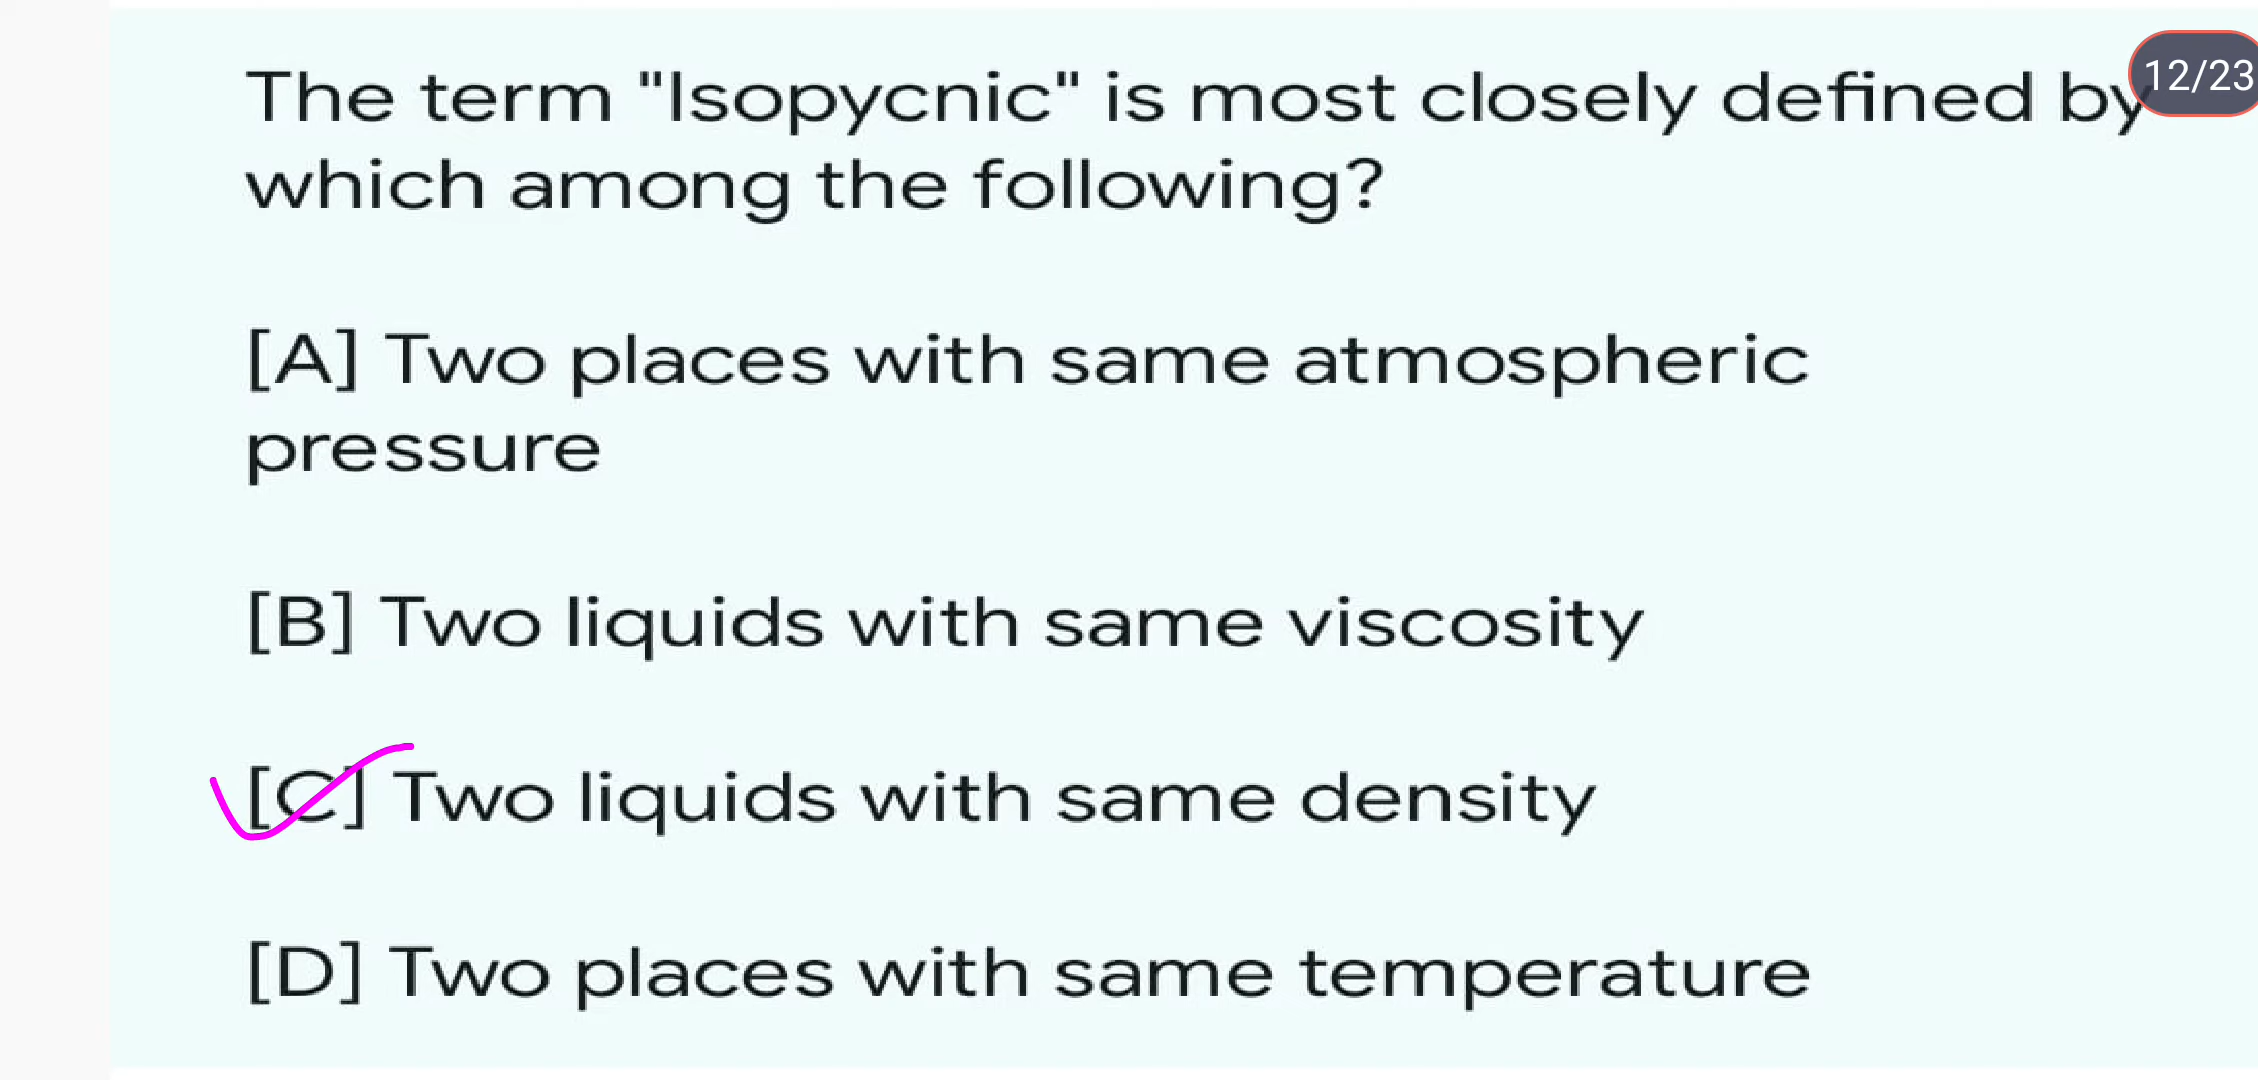 The term "Isopycnic" is most closely defined by
12/23
which among the following?
[A] Two places with same atmospheric
pressure
[B] Two liquids with same viscosity
[C] Two liquids with same density
[D] Two places with same temperature